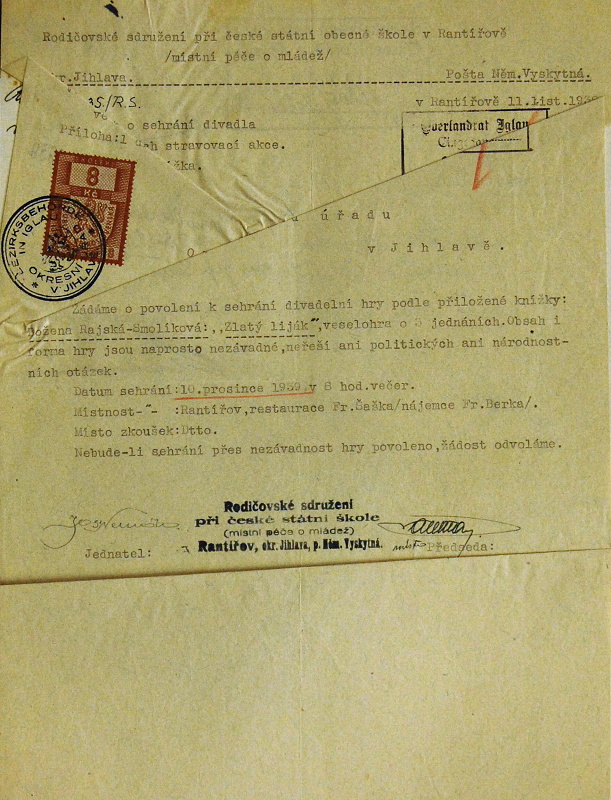 Rodičovské sdružení při české státní obecné škole v Rantířově
/místní péče o mládež/
r.Jihlava. Pošta Něm.Vyskytná.
S/R.S.
v Rantířově 11.list.193
o sehrání divadla
Příloha:1
stravovací akce.
Oberlandrat Iglau
8
Kč
BEZIRKSBEHÖRDE
IN IGLAU
OKRESNÍ
V JIHLAVĚ
úřadu
v Jihlavě.
Žádáme o povolení k sehrání divadelní hry podle přiložené knížky:
Božena Rajská-Smolíková:,,Zlatý liják",veselohra o 3 jednáních.Obsah i
forma hry jsou naprosto nezávadné,neřeší ani politických ani národnost-
ních otázek.
Datum sehrání:10.prosince 1939 v 8 hod.večer.
Místnost-"- :Rantířov,restaurace Fr.Šaška/nájemce Fr.Berka/.
Místo zkoušek:Dtto.
Nebude-li sehrání přes nezávadnost hry povoleno,žádost odvoláme.
Rodičovské sdružení
při české státní škole
(místní péče o mládež)
Rantířov, okr. Jihlava, p. Něm. Vyskytná.
Jednatel: Předseda: